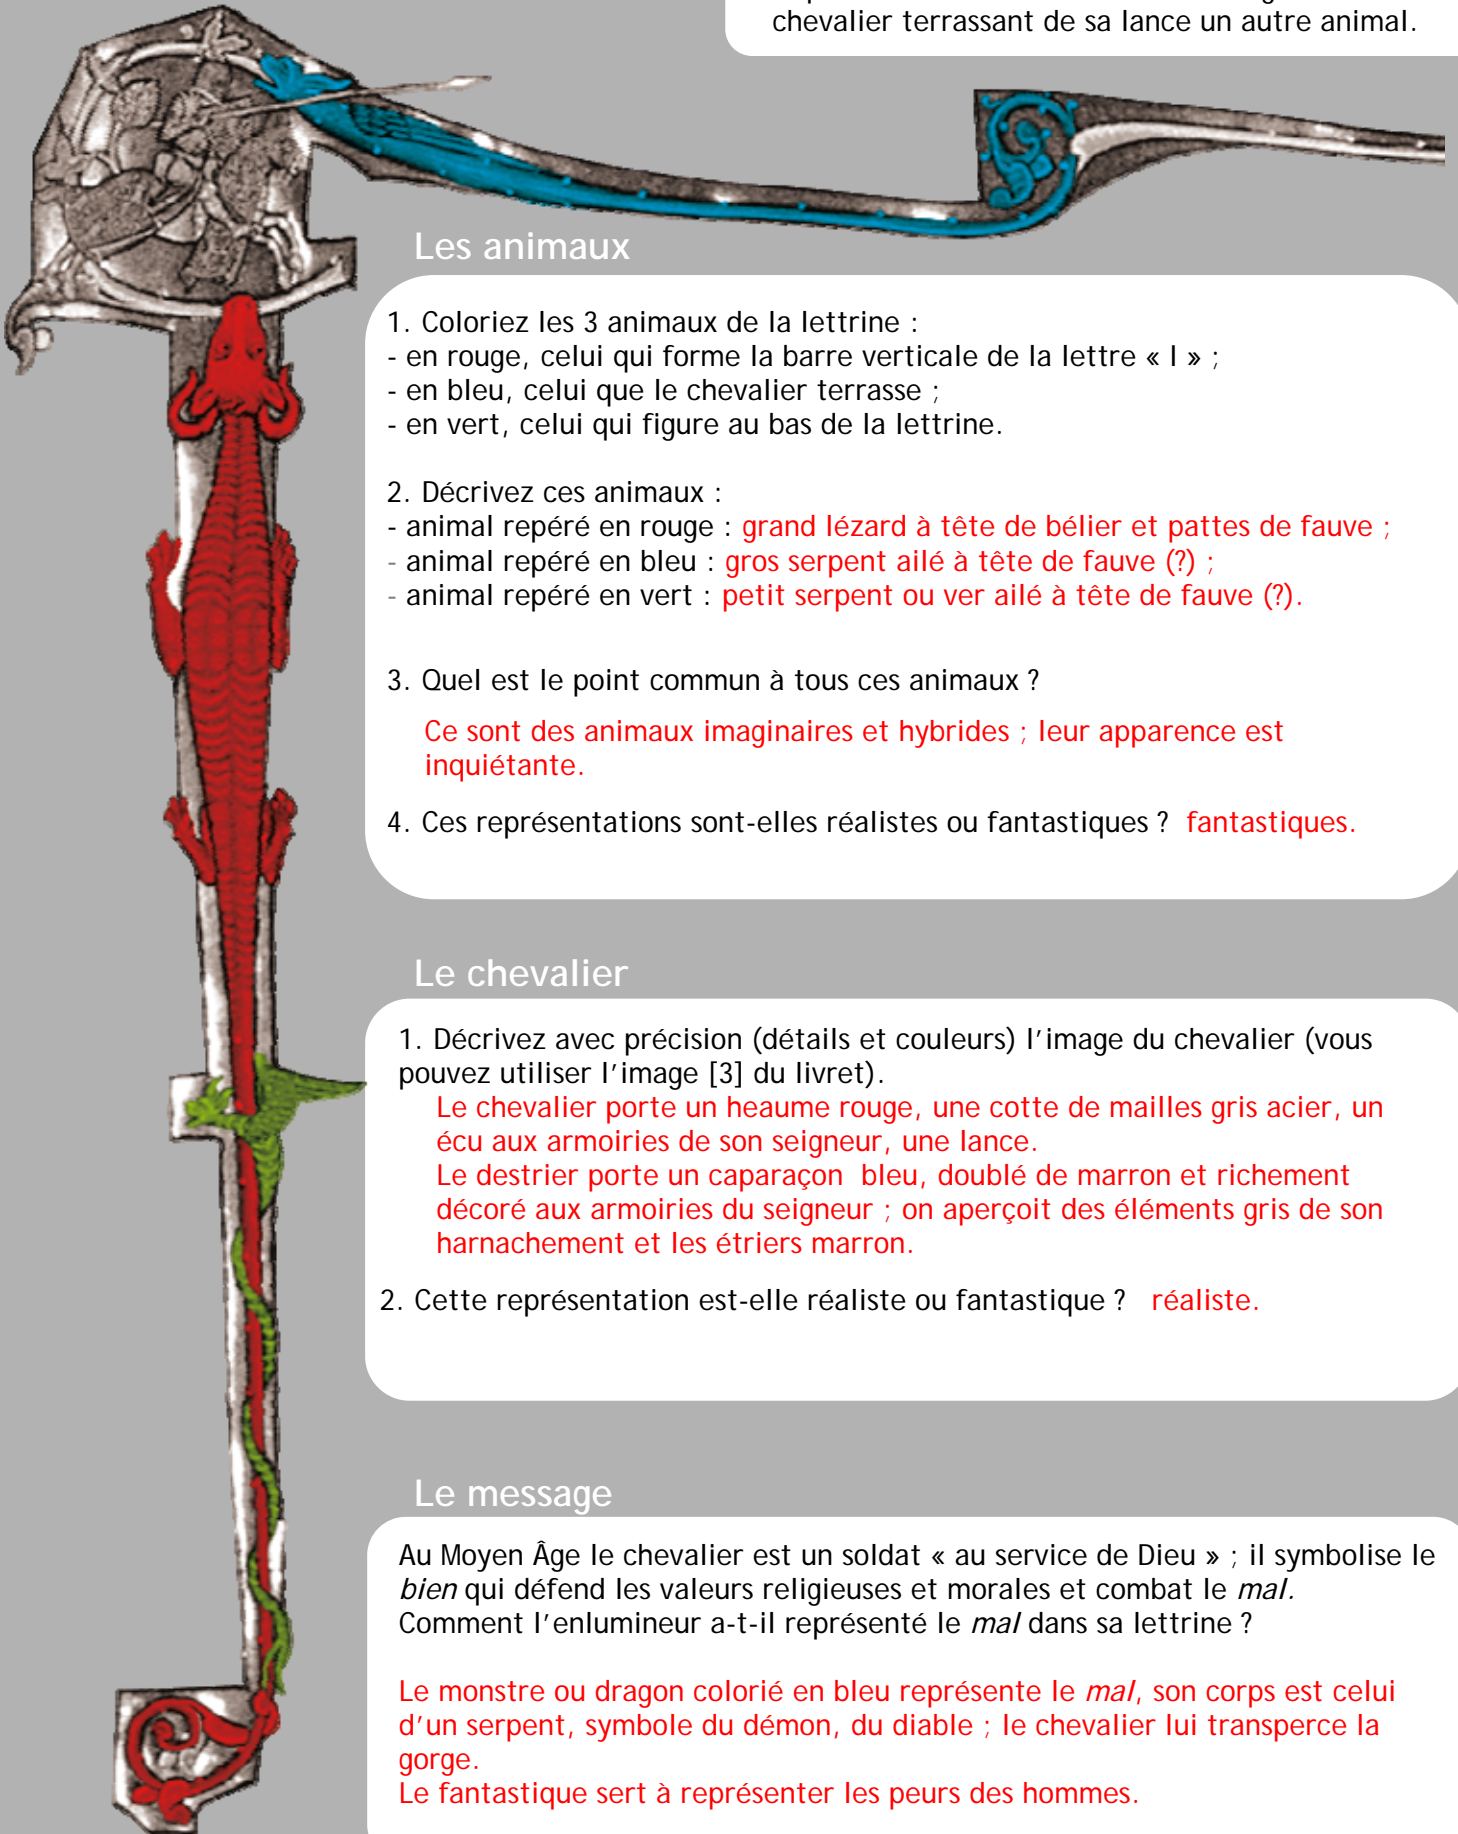 chevalier terrassant de sa lance un autre animal.
Les animaux
1. Coloriez les 3 animaux de la lettrine :
- en rouge, celui qui forme la barre verticale de la lettre « I » ;
- en bleu, celui que le chevalier terrasse ;
- en vert, celui qui figure au bas de la lettrine.
2. Décrivez ces animaux :
- animal repéré en rouge : grand lézard à tête de bélier et pattes de fauve ;
- animal repéré en bleu : gros serpent ailé à tête de fauve (?) ;
- animal repéré en vert : petit serpent ou ver ailé à tête de fauve (?).
3. Quel est le point commun à tous ces animaux ?
Ce sont des animaux imaginaires et hybrides ; leur apparence est
inquiétante.
4. Ces représentations sont-elles réalistes ou fantastiques ? fantastiques.
Le chevalier
1. Décrivez avec précision (détails et couleurs) l'image du chevalier (vous
pouvez utiliser l'image [3] du livret).
Le chevalier porte un heaume rouge, une cotte de mailles gris acier, un
écu aux armoiries de son seigneur, une lance.
Le destrier porte un caparaçon bleu, doublé de marron et richement
décoré aux armoiries du seigneur ; on aperçoit des éléments gris de son
harnachement et les étriers marron.
2. Cette représentation est-elle réaliste ou fantastique ? réaliste.
Le message
Au Moyen Âge le chevalier est un soldat « au service de Dieu » ; il symbolise le
bien qui défend les valeurs religieuses et morales et combat le mal.
Comment l'enlumineur a-t-il représenté le mal dans sa lettrine ?
Le monstre ou dragon colorié en bleu représente le mal, son corps est celui
d'un serpent, symbole du démon, du diable ; le chevalier lui transperce la
gorge.
Le fantastique sert à représenter les peurs des hommes.